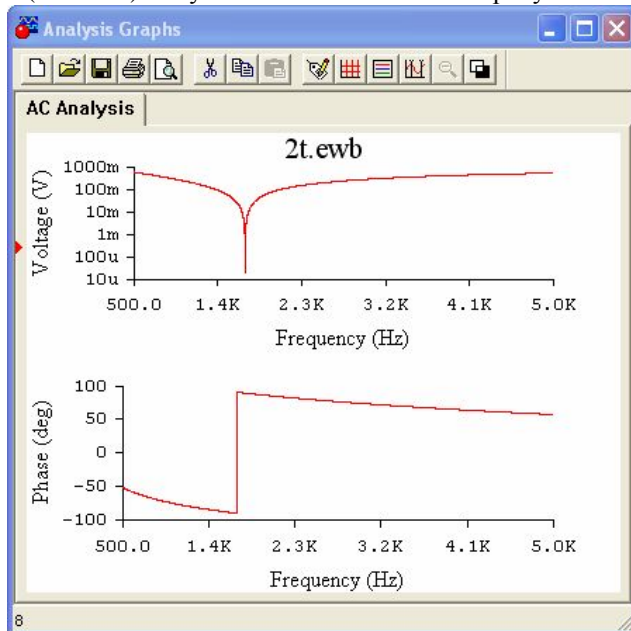 Analysis Graphs
AC Analysis
2t.ewb
Voltage (V)
1000m
100m
10m
1m
100u
10u
500.0 1.4K 2.3K 3.2K 4.1K 5.0K
Frequency (Hz)
Phase (deg)
100
50
0
-50
-100
500.0 1.4K 2.3K 3.2K 4.1K 5.0K
Frequency (Hz)
8